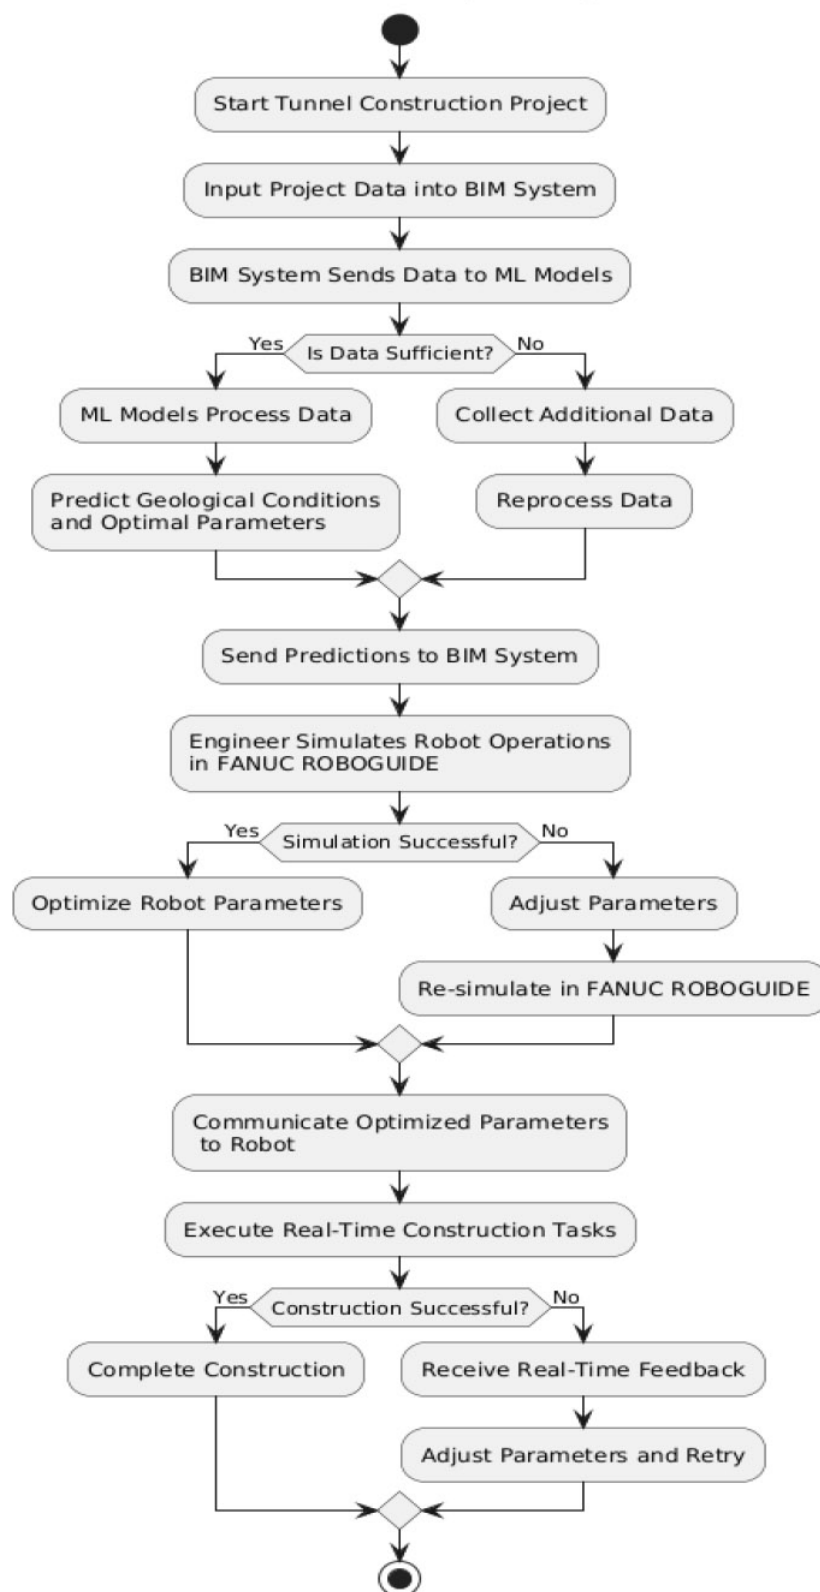 Start Tunnel Construction Project
Input Project Data into BIM System
BIM System Sends Data to ML Models
Yes
Is Data Sufficient?
No
ML Models Process Data
Collect Additional Data
Predict Geological Conditions
and Optimal Parameters
Reprocess Data
Send Predictions to BIM System
Engineer Simulates Robot Operations
in FANUC ROBOGUIDE
Yes
Simulation Successful?
No
Optimize Robot Parameters
Adjust Parameters
Re-simulate in FANUC ROBOGUIDE
Communicate Optimized Parameters
to Robot
Execute Real-Time Construction Tasks
Yes
Construction Successful?
No
Complete Construction
Receive Real-Time Feedback
Adjust Parameters and Retry